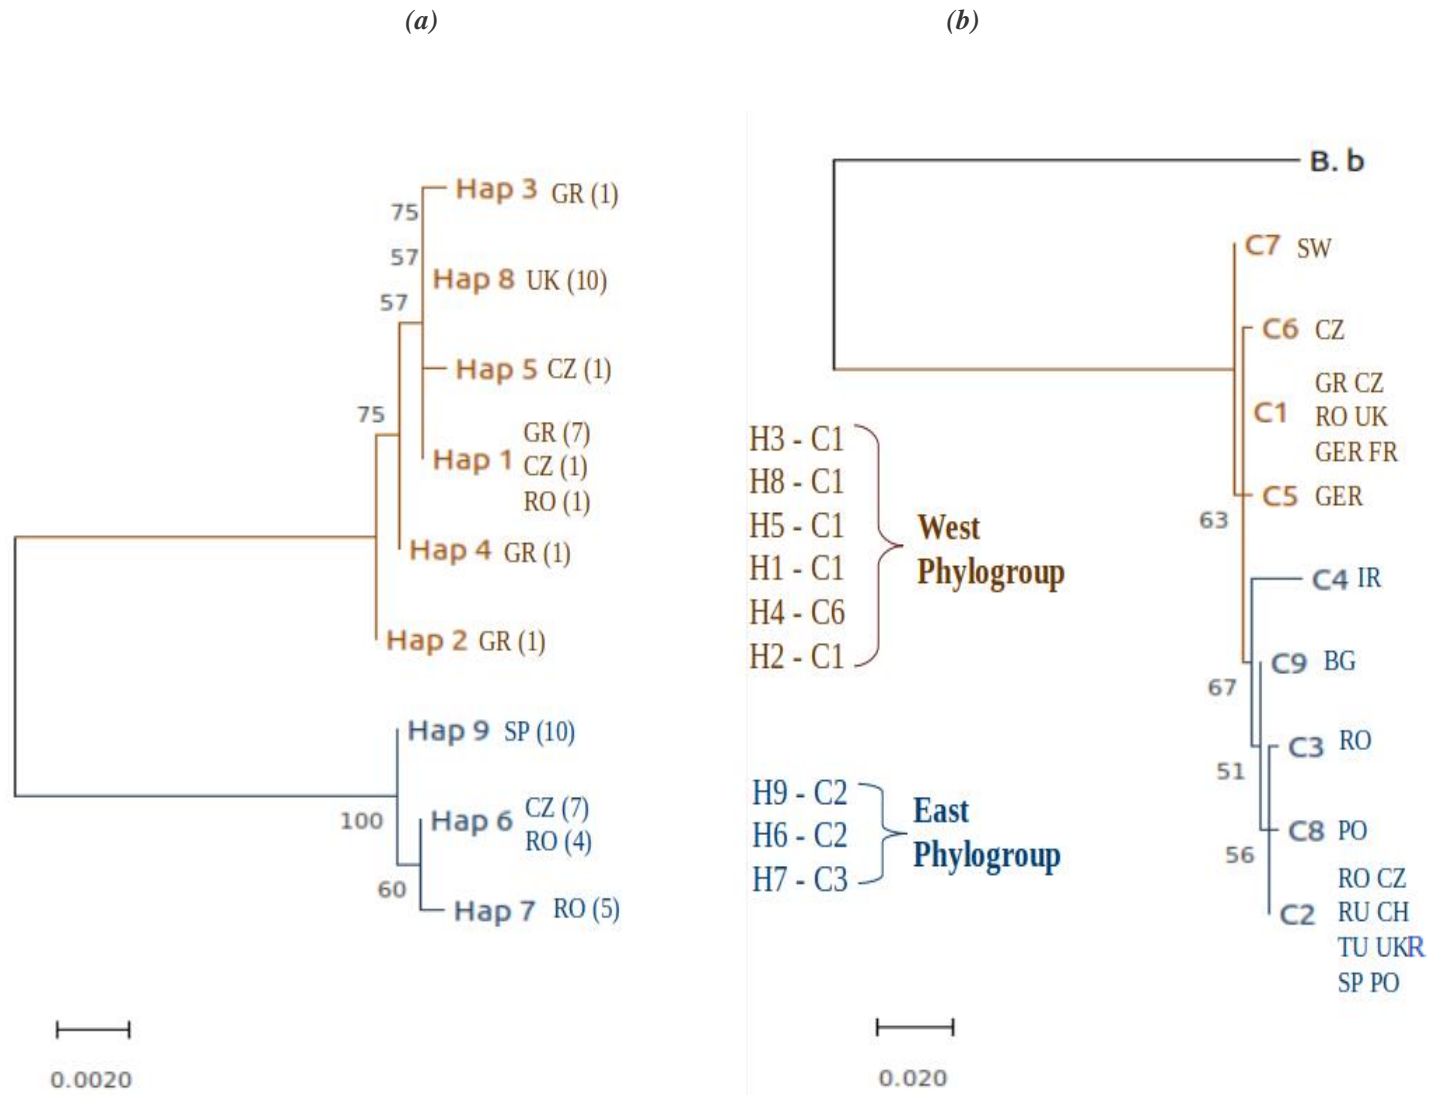 (a)
(b)
Hap 3 GR (1)
75
57
Hap 8 UK (10)
57
Hap 5 CZ (1)
75
GR (7)
Hap 1 CZ (1)
RO (1)
Hap 4 GR (1)
Hap 2 GR (1)
Hap 9 SP (10)
CZ (7)
Hap 6
RO (4)
100
60
Hap 7 RO (5)
0.0020
H3 - C1
H8 - C1
H5 - C1
H1 - C1
H4 - C6
H2 - C1
West
Phylogroup
H9 - C2
H6 - C2
H7 - C3
East
Phylogroup
B. b
C7 SW
C6 CZ
GR CZ
C1 RO UK
GER FR
C5 GER
63
C4 IR
C9 BG
67
C3 RO
51
C8 PO
56
RO CZ
C2 RU CH
TU UKR
SP PO
0.020